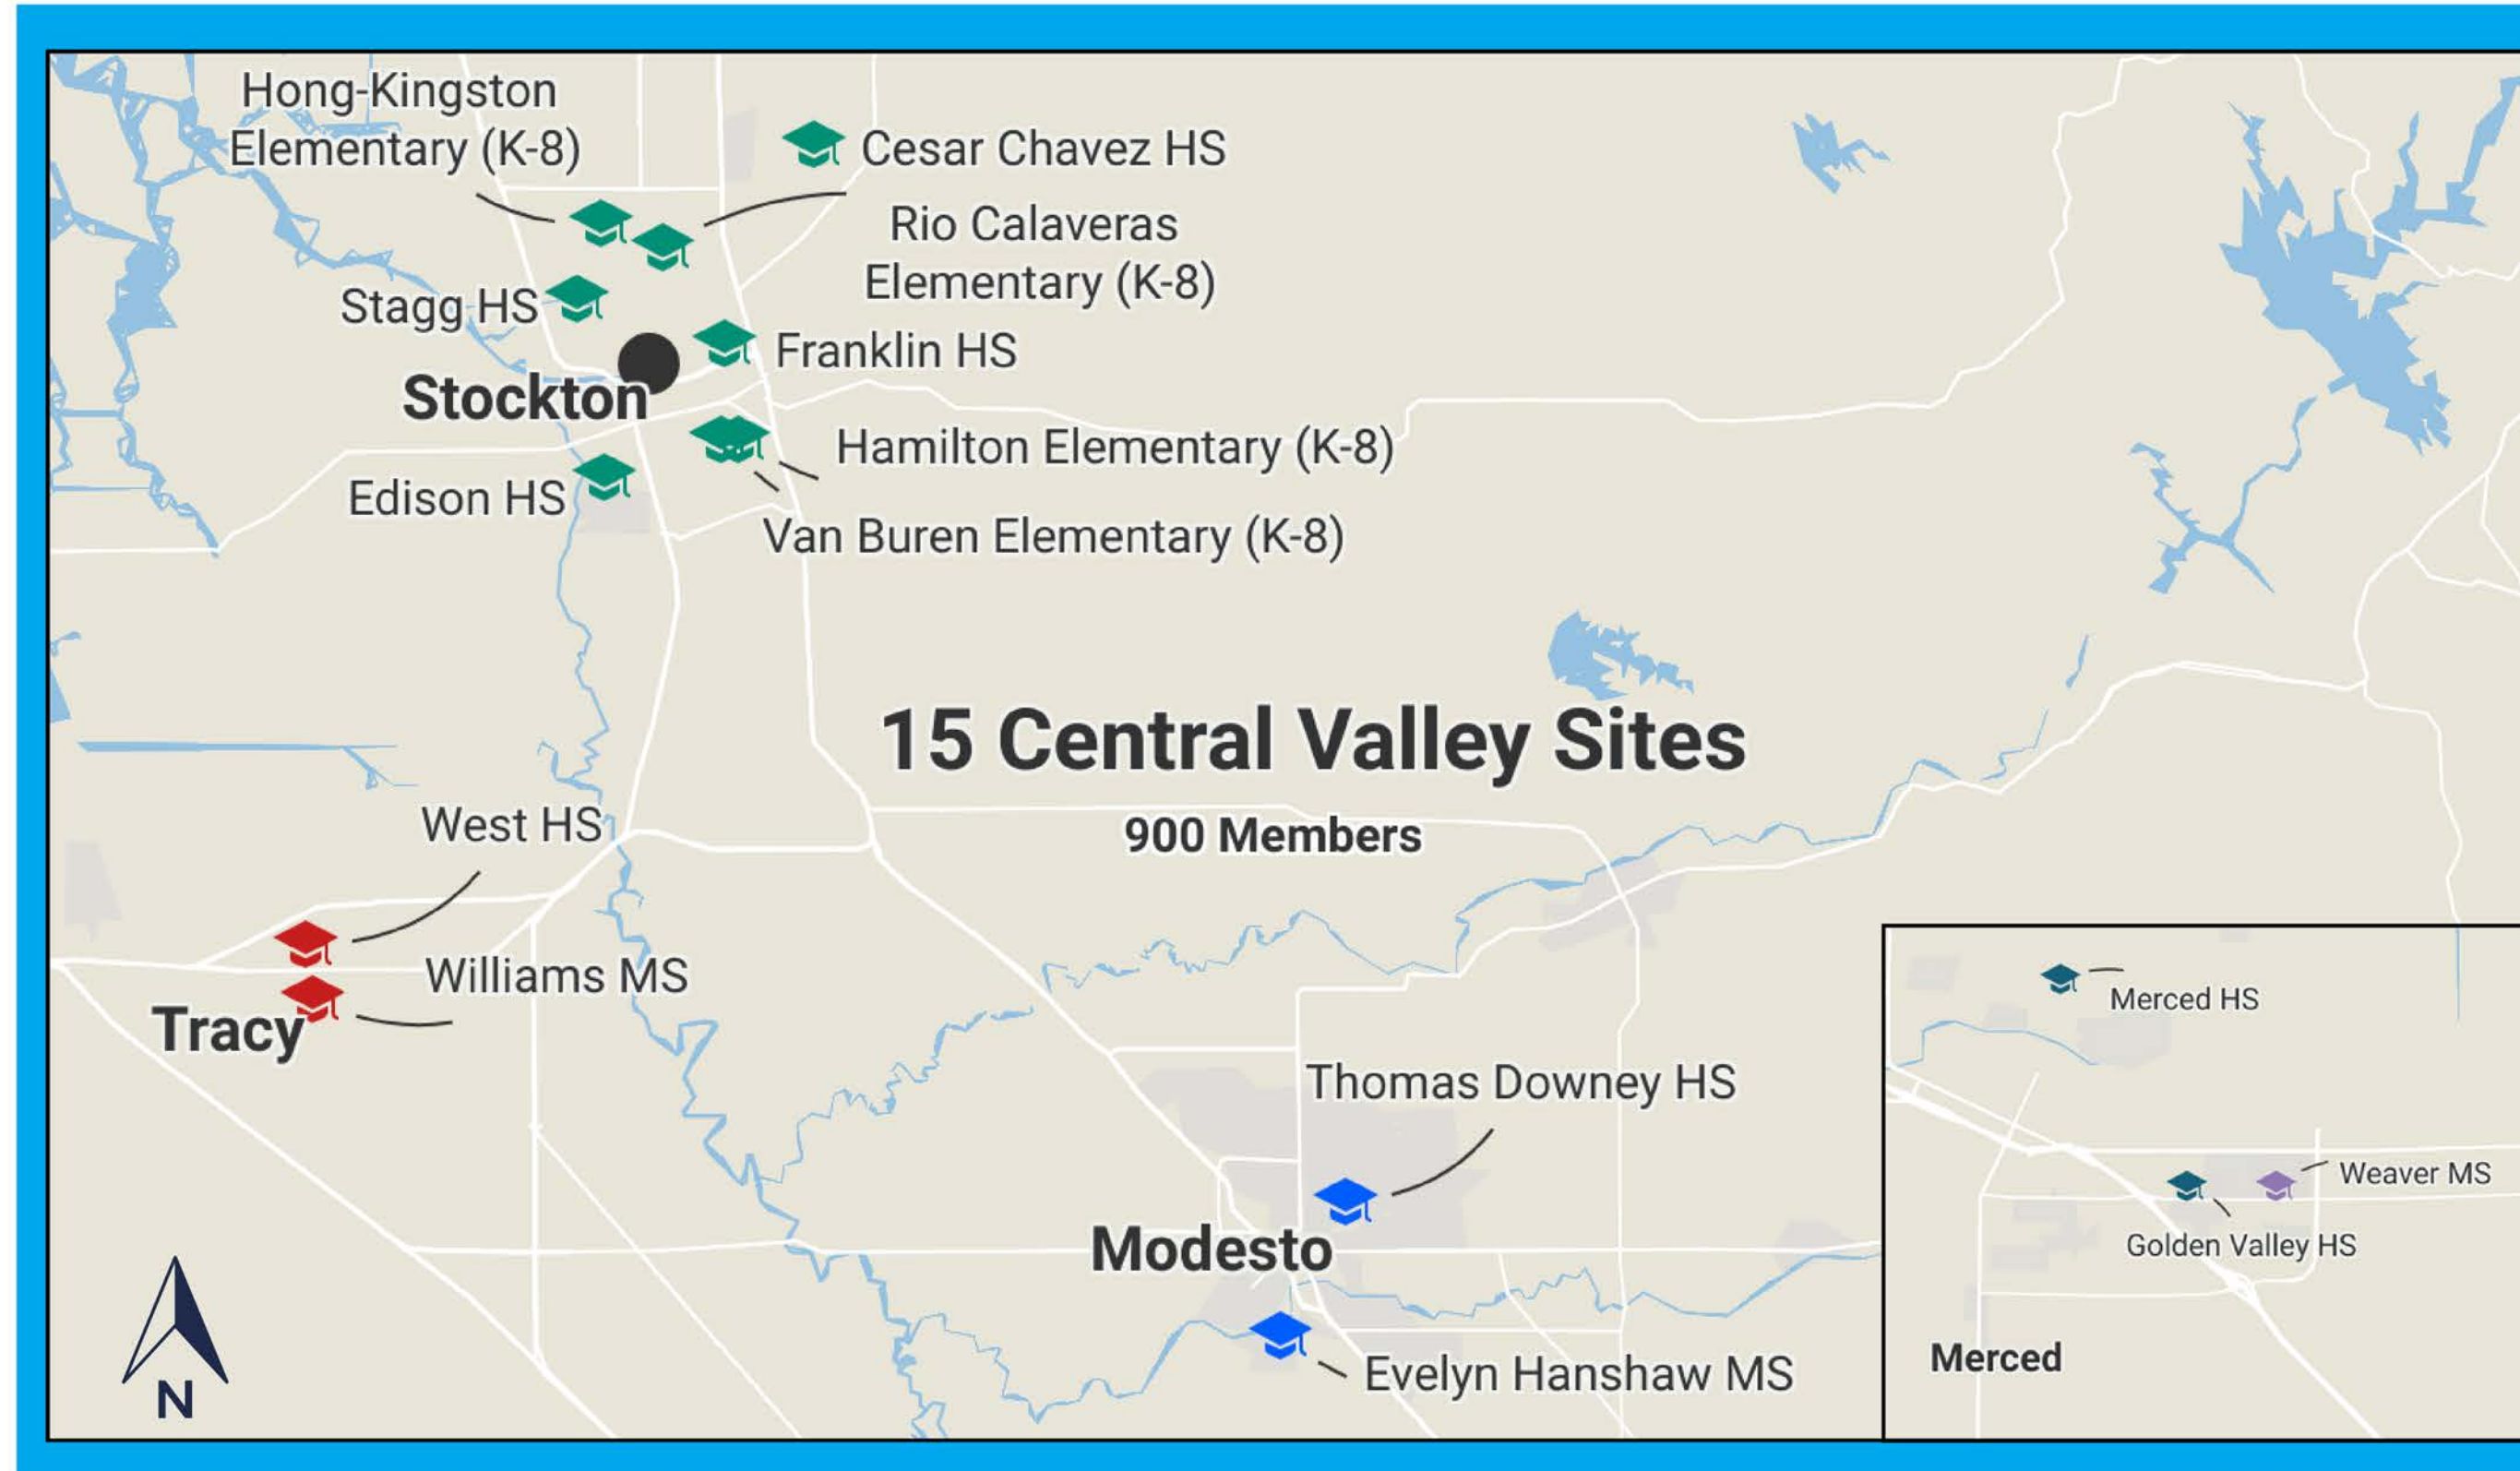 Hong-Kingston
Elementary (K-8)
Cesar Chavez HS
Rio Calaveras
Elementary (K-8)
Stagg HS
Franklin HS
Stockton
Hamilton Elementary (K-8)
Edison HS
Van Buren Elementary (K-8)
15 Central Valley Sites
900 Members
West HS
Williams MS
Tracy
Thomas Downey HS
Modesto
Evelyn Hanshaw MS
N
Merced HS
Weaver MS
Golden Valley HS
Merced